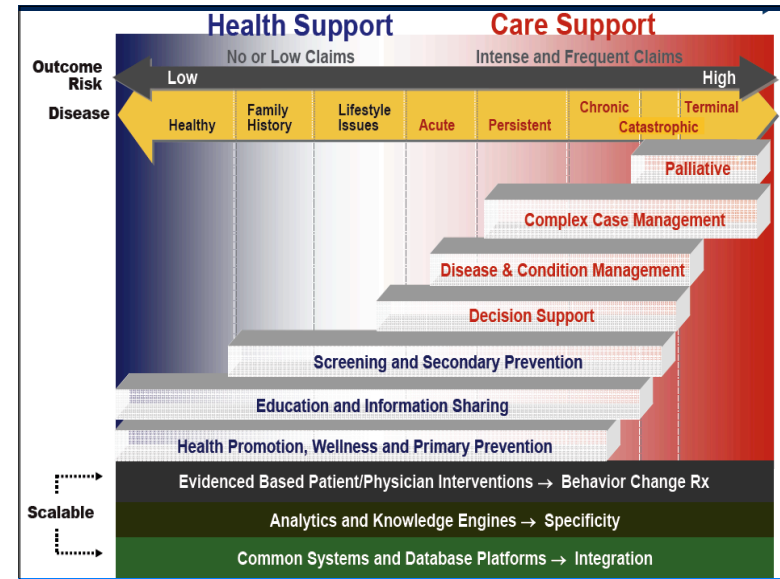 Health Support
Care Support
No or Low Claims
Intense and Frequent Claims
Outcome
Risk
Low
High
Disease
Healthy
Family
History
Lifestyle
Issues
Acute
Persistent
Chronic
Catastrophic
Terminal
Palliative
Complex Case Management
Disease & Condition Management
Decision Support
Screening and Secondary Prevention
Education and Information Sharing
Health Promotion, Wellness and Primary Prevention
Scalable
Evidenced Based Patient/Physician Interventions → Behavior Change Rx
Analytics and Knowledge Engines → Specificity
Common Systems and Database Platforms → Integration